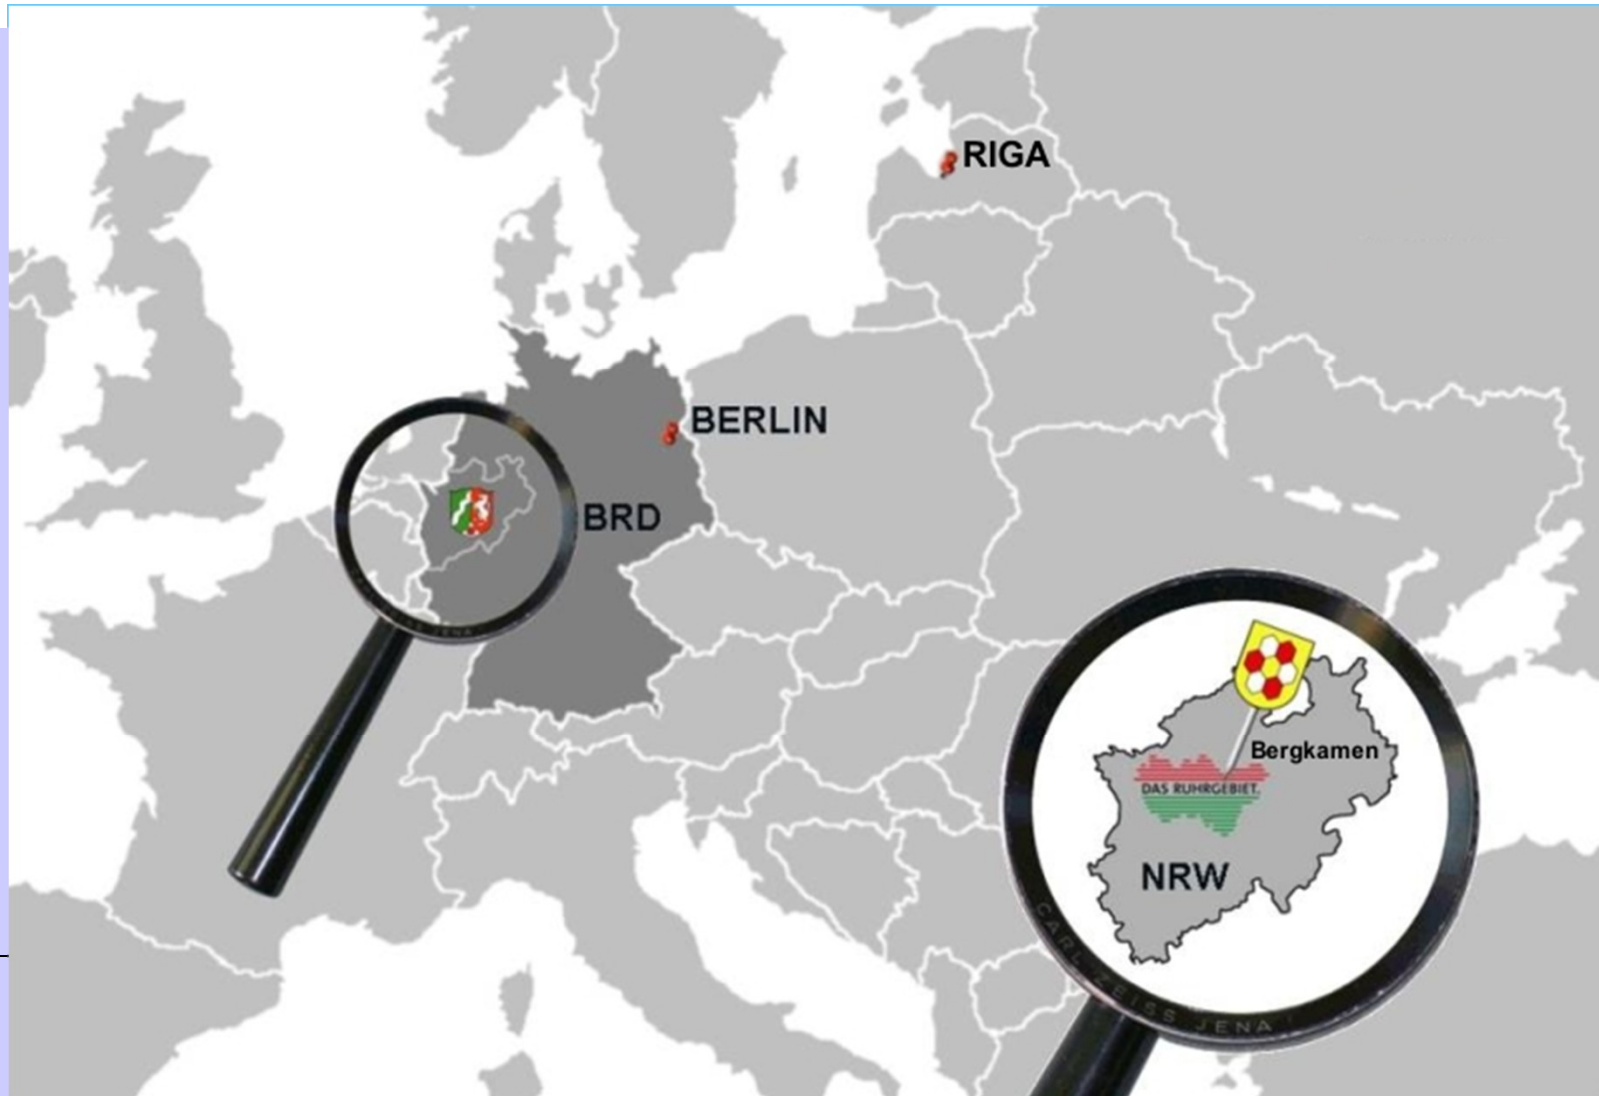 RIGA
BERLIN
BRD
Bergkamen
DAS RUHRGEBIET.
NRW
CARL ZEISS JENA